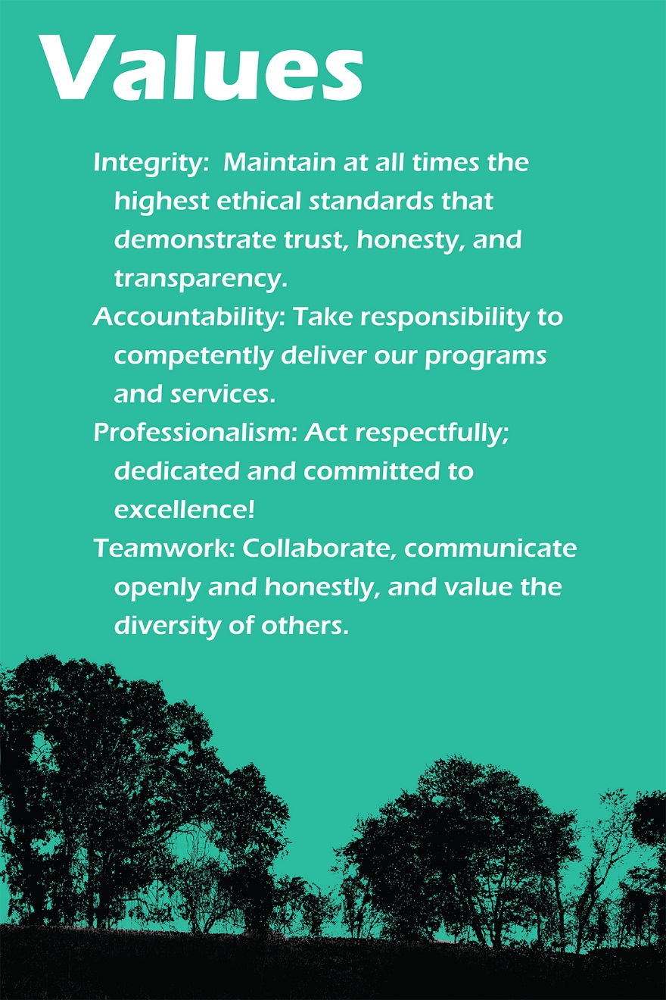 Values
Integrity:  Maintain at all times the
highest ethical standards that
demonstrate trust, honesty, and
transparency.
Accountability: Take responsibility to
competently deliver our programs
and services.
Professionalism: Act respectfully;
dedicated and committed to
excellence!
Teamwork: Collaborate, communicate
openly and honestly, and value the
diversity of others.